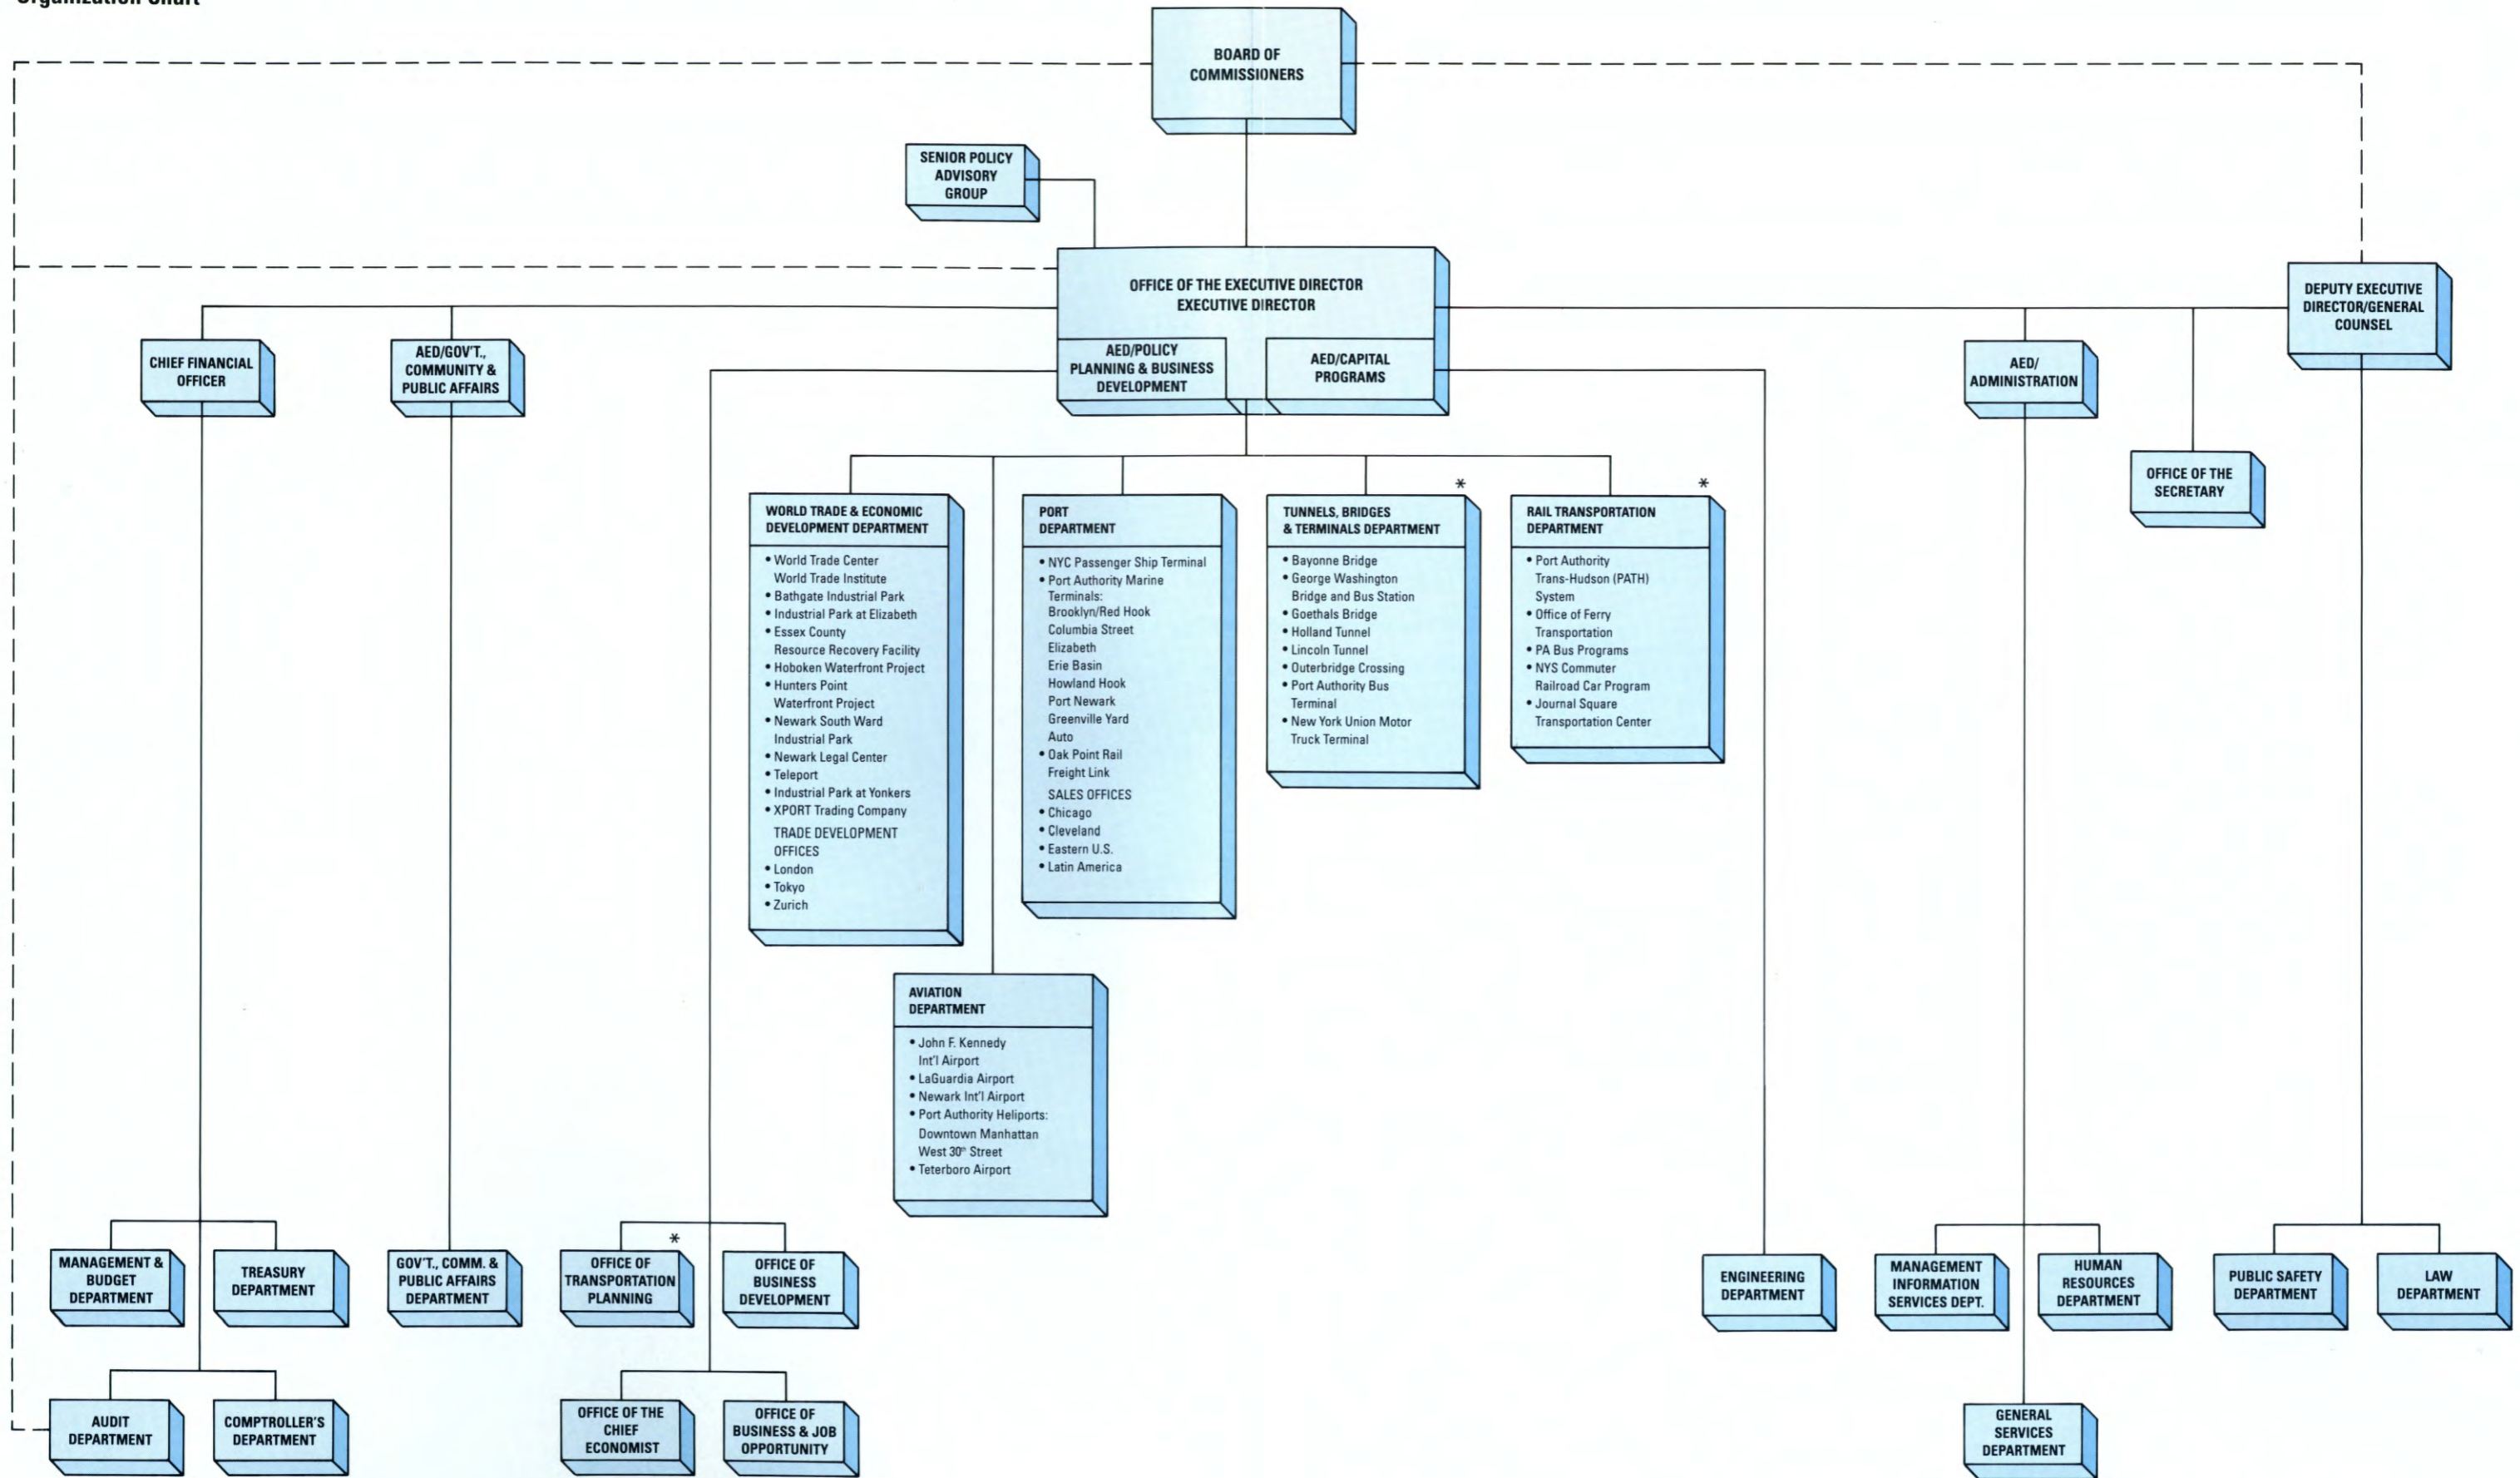 Organization Chart
BOARD OF
COMMISSIONERS
SENIOR POLICY
ADVISORY
GROUP
OFFICE OF THE EXECUTIVE DIRECTOR
EXECUTIVE DIRECTOR
DEPUTY EXECUTIVE
DIRECTOR/GENERAL
COUNSEL
CHIEF FINANCIAL
OFFICER
AED/GOV'T.,
COMMUNITY &
PUBLIC AFFAIRS
AED/POLICY
PLANNING & BUSINESS
DEVELOPMENT
AED/CAPITAL
PROGRAMS
AED/
ADMINISTRATION
OFFICE OF THE
SECRETARY
WORLD TRADE & ECONOMIC
DEVELOPMENT DEPARTMENT
• World Trade Center
World Trade Institute
• Bathgate Industrial Park
• Industrial Park at Elizabeth
• Essex County
Resource Recovery Facility
• Hoboken Waterfront Project
• Hunters Point
Waterfront Project
• Newark South Ward
Industrial Park
• Newark Legal Center
• Teleport
• Industrial Park at Yonkers
• XPORT Trading Company
TRADE DEVELOPMENT
OFFICES
• London
• Tokyo
• Zurich
PORT
DEPARTMENT
• NYC Passenger Ship Terminal
• Port Authority Marine
Terminals:
Brooklyn/Red Hook
Columbia Street
Elizabeth
Erie Basin
Howland Hook
Port Newark
Greenville Yard
Auto
• Oak Point Rail
Freight Link
SALES OFFICES
• Chicago
• Cleveland
• Eastern U.S.
• Latin America
*
TUNNELS, BRIDGES
& TERMINALS DEPARTMENT
• Bayonne Bridge
• George Washington
Bridge and Bus Station
• Goethals Bridge
• Holland Tunnel
• Lincoln Tunnel
• Outerbridge Crossing
• Port Authority Bus
Terminal
• New York Union Motor
Truck Terminal
*
RAIL TRANSPORTATION
DEPARTMENT
• Port Authority
Trans-Hudson (PATH)
System
• Office of Ferry
Transportation
• PA Bus Programs
• NYS Commuter
Railroad Car Program
• Journal Square
Transportation Center
AVIATION
DEPARTMENT
• John F. Kennedy
Int'l Airport
• LaGuardia Airport
• Newark Int'l Airport
• Port Authority Heliports:
Downtown Manhattan
West 30th Street
• Teterboro Airport
MANAGEMENT &
BUDGET
DEPARTMENT
TREASURY
DEPARTMENT
GOV'T., COMM. &
PUBLIC AFFAIRS
DEPARTMENT
*
OFFICE OF
TRANSPORTATION
PLANNING
OFFICE OF
BUSINESS
DEVELOPMENT
ENGINEERING
DEPARTMENT
MANAGEMENT
INFORMATION
SERVICES DEPT.
HUMAN
RESOURCES
DEPARTMENT
PUBLIC SAFETY
DEPARTMENT
LAW
DEPARTMENT
AUDIT
DEPARTMENT
COMPTROLLER'S
DEPARTMENT
OFFICE OF THE
CHIEF
ECONOMIST
OFFICE OF
BUSINESS & JOB
OPPORTUNITY
GENERAL
SERVICES
DEPARTMENT